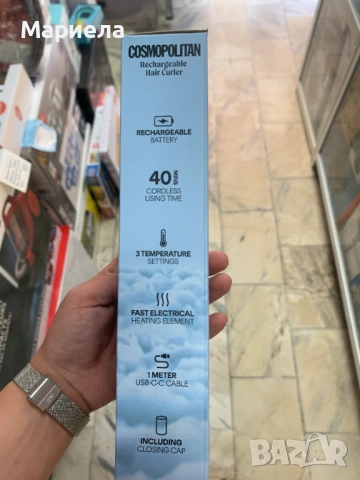 Мариела
COSMOPOLITAN
Rechargeable
Hair Curler
RECHARGEABLE
BATTERY
40 MINS
CORDLESS
USING TIME
3 TEMPERATURE
SETTINGS
FAST ELECTRICAL
HEATING ELEMENT
1 METER
USB-C-C CABLE
INCLUDING
CLOSING CAP
BAZAR